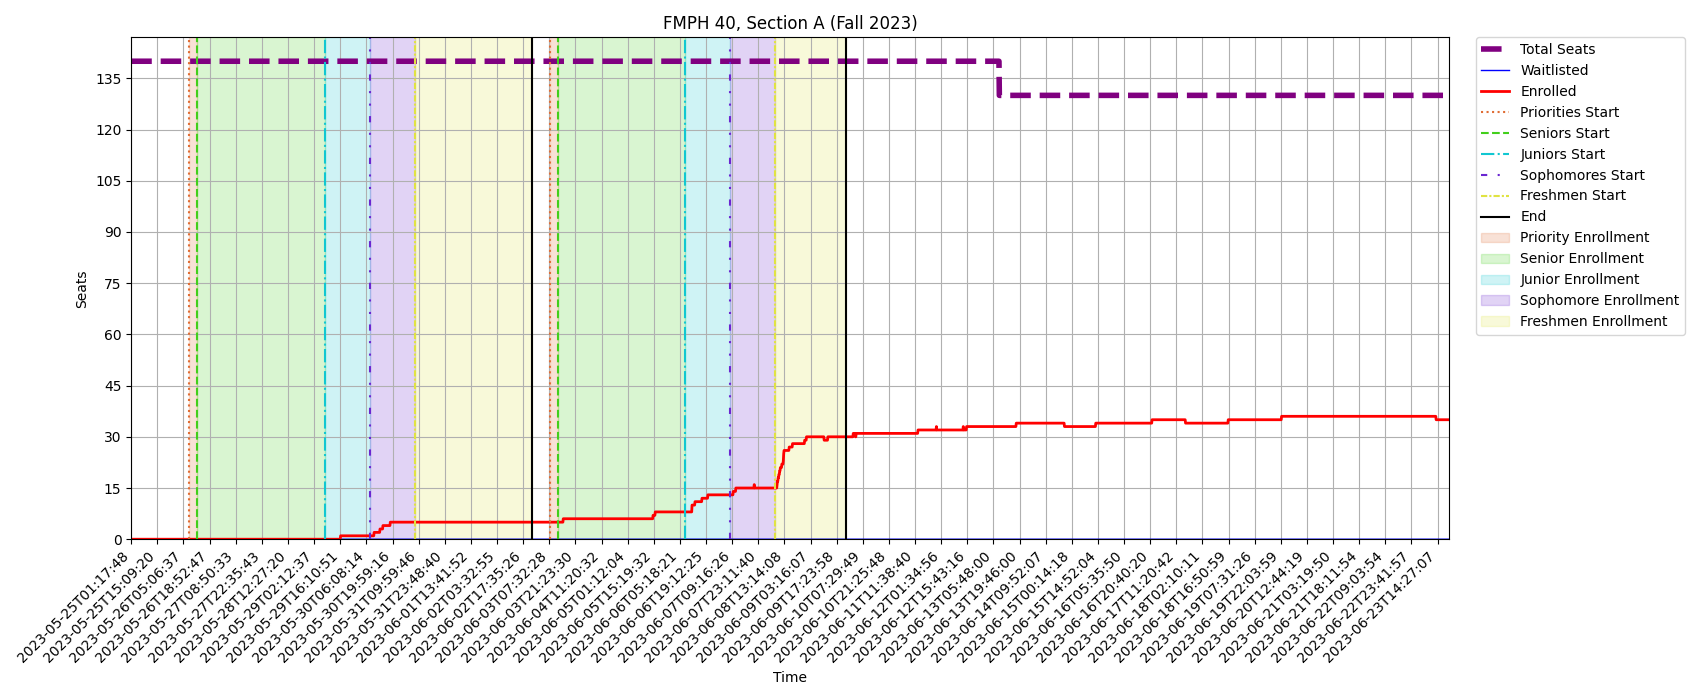 FMPH 40, Section A (Fall 2023)
Total Seats
Waitlisted
Enrolled
Priorities Start
Seniors Start
Juniors Start
Sophomores Start
Freshmen Start
End
Priority Enrollment
Senior Enrollment
Junior Enrollment
Sophomore Enrollment
Freshmen Enrollment
Seats
135
120
105
90
75
60
45
30
15
0
2023-05-25T01:17:48
2023-05-25T15:09:20
2023-05-26T05:06:37
2023-05-26T18:52:47
2023-05-27T08:50:33
2023-05-27T22:35:43
2023-05-28T12:27:20
2023-05-29T02:12:37
2023-05-29T16:10:51
2023-05-30T06:08:14
2023-05-30T19:59:16
2023-05-31T09:59:46
2023-05-31T23:48:40
2023-06-01T13:41:52
2023-06-02T03:32:55
2023-06-02T17:35:26
2023-06-03T07:32:28
2023-06-03T21:23:30
2023-06-04T11:20:32
2023-06-05T01:12:04
2023-06-05T15:19:32
2023-06-06T05:18:21
2023-06-06T19:12:25
2023-06-07T09:16:26
2023-06-07T23:11:40
2023-06-08T13:14:08
2023-06-09T03:16:07
2023-06-09T17:23:58
2023-06-10T07:29:49
2023-06-10T21:25:48
2023-06-11T11:38:40
2023-06-12T01:34:56
2023-06-12T15:43:16
2023-06-13T05:48:00
2023-06-13T19:46:00
2023-06-14T09:52:07
2023-06-15T00:14:18
2023-06-15T14:52:04
2023-06-16T05:35:50
2023-06-16T20:40:20
2023-06-17T11:20:42
2023-06-18T02:10:11
2023-06-18T16:50:59
2023-06-19T07:31:26
2023-06-19T22:03:59
2023-06-20T12:44:19
2023-06-21T03:19:50
2023-06-21T18:11:54
2023-06-22T09:03:54
2023-06-22T23:41:57
2023-06-23T14:27:07
Time